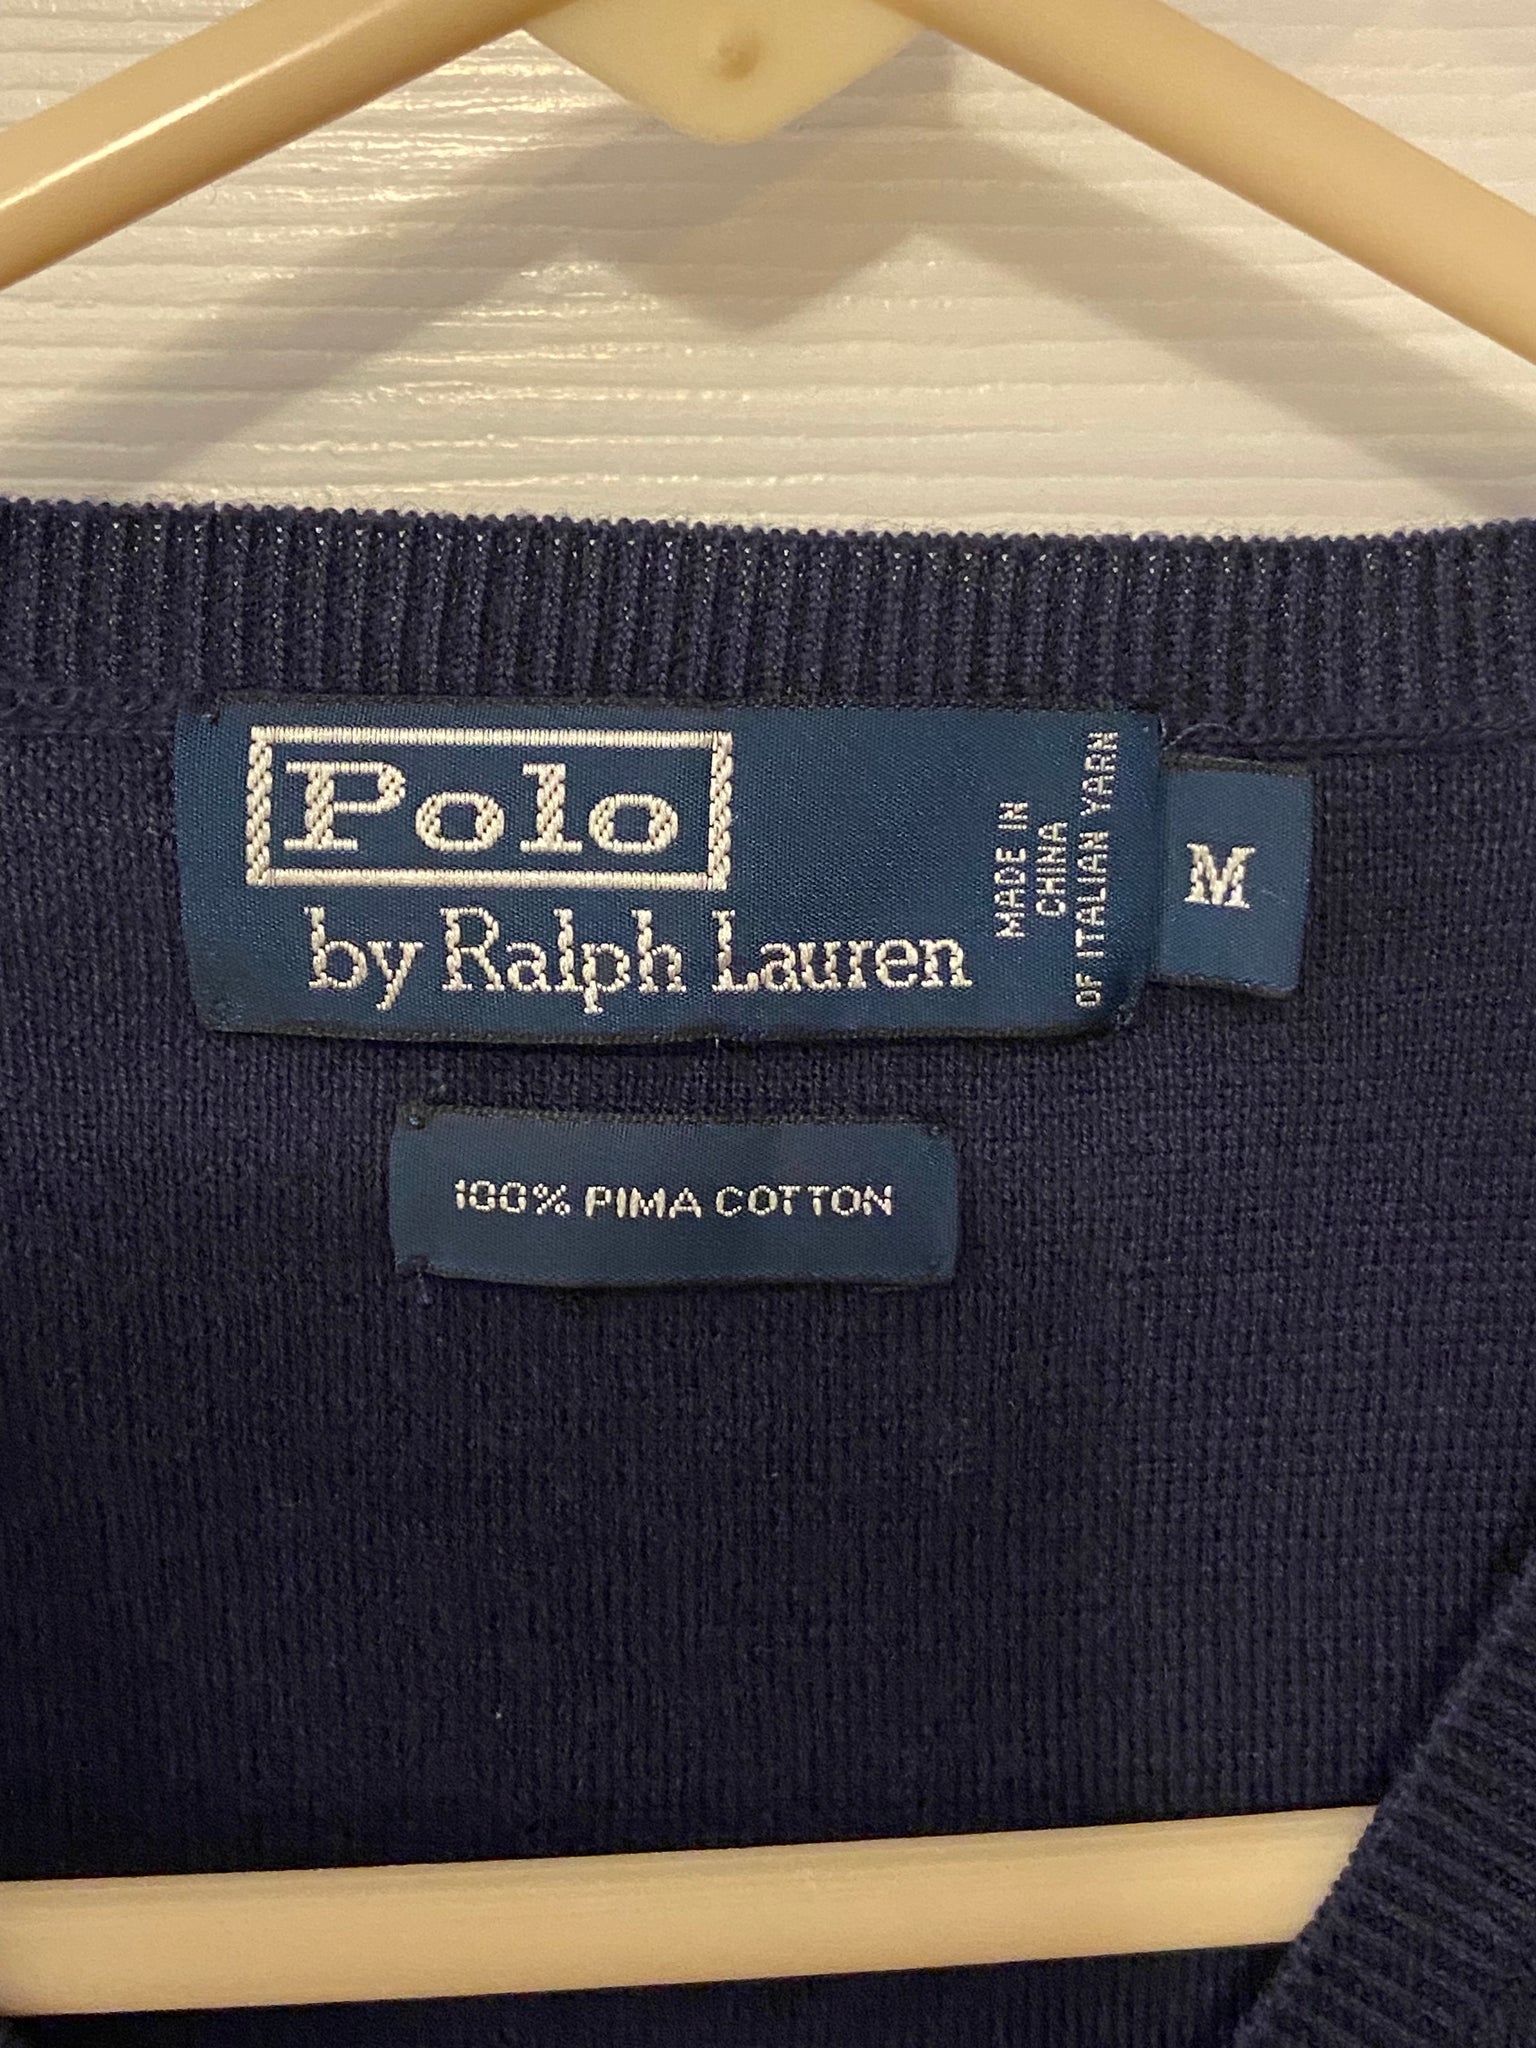 Polo
by Ralph Lauren
MADE IN
CHINA
OF ITALIAN YARN
M
100% PIMA COTTON